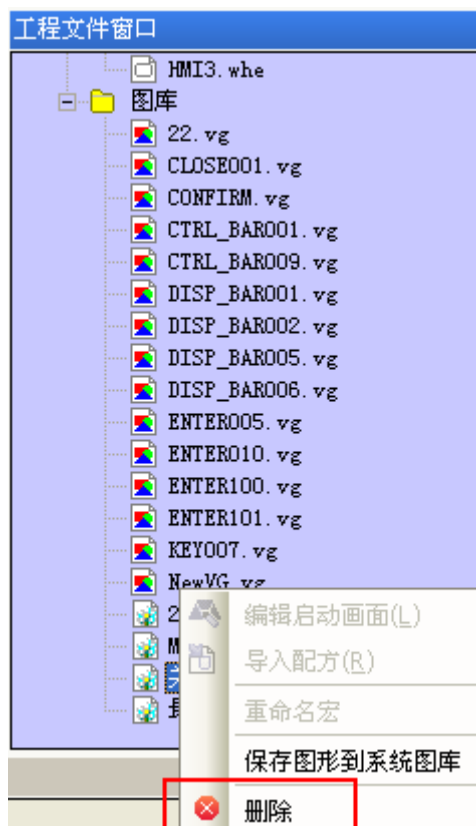 工程文件窗口
HMI3.whe
图库
22.vg
CLOSE001.vg
CONFIRM.vg
CTRL_BAR001.vg
CTRL_BAR009.vg
DISP_BAR001.vg
DISP_BAR002.vg
DISP_BAR005.vg
DISP_BAR006.vg
ENTER005.vg
ENTER010.vg
ENTER100.vg
ENTER101.vg
KEY007.vg
NewVG.vg
2
M
编辑启动画面(L)
导入配方(R)
重命名宏
保存图形到系统图库
删除